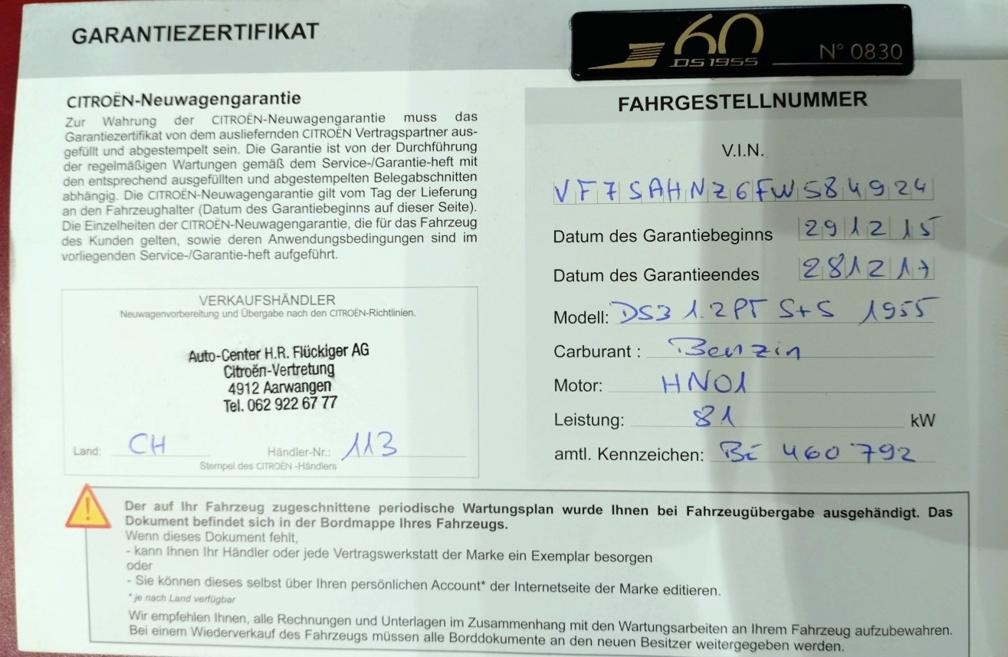 GARANTIEZERTIFIKAT
60
DS 1955
N° 0830
CITROËN-Neuwagengarantie
Zur Wahrung der CITROËN-Neuwagengarantie muss das
Garantiezertifikat von dem ausliefernden CITROËN Vertragspartner aus-
gefüllt und abgestempelt sein. Die Garantie ist von der Durchführung
der regelmäßigen Wartungen gemäß dem Service-/Garantie-heft mit
den entsprechend ausgefüllten und abgestempelten Belegabschnitten
abhängig. Die CITROËN-Neuwagengarantie gilt vom Tag der Lieferung
an den Fahrzeughalter (Datum des Garantiebeginns auf dieser Seite).
Die Einzelheiten der CITROËN-Neuwagengarantie, die für das Fahrzeug
des Kunden gelten, sowie deren Anwendungsbedingungen sind im
vorliegenden Service-/Garantie-heft aufgeführt.
VERKAUFSHÄNDLER
Neuwagenvorbereitung und Übergabe nach den CITROËN-Richtlinien.
Auto-Center H.R. Flückiger AG
Citroën-Vertretung
4912 Aarwangen
Tel. 062 922 67 77
Land: CH Händler-Nr.: 113
Stempel des CITROËN -Händlers
FAHRGESTELLNUMMER
V.I.N.
VF7SAHNZ6FW584924
Datum des Garantiebeginns 291215
Datum des Garantieendes 281217
Modell: DS3 1.2PT S+S 1955
Carburant : Benzin
Motor: HN01
Leistung: 81 kW
amtl. Kennzeichen: BE 460792
Der auf Ihr Fahrzeug zugeschnittene periodische Wartungsplan wurde Ihnen bei Fahrzeugübergabe ausgehändigt. Das
Dokument befindet sich in der Bordmappe Ihres Fahrzeugs.
Wenn dieses Dokument fehlt,
- kann Ihnen Ihr Händler oder jede Vertragswerkstatt der Marke ein Exemplar besorgen
oder
- Sie können dieses selbst über Ihren persönlichen Account* der Internetseite der Marke editieren.
* je nach Land verfügbar
Wir empfehlen Ihnen, alle Rechnungen und Unterlagen im Zusammenhang mit den Wartungsarbeiten an Ihrem Fahrzeug aufzubewahren.
Bei einem Wiederverkauf des Fahrzeugs müssen alle Borddokumente an den neuen Besitzer weitergegeben werden.